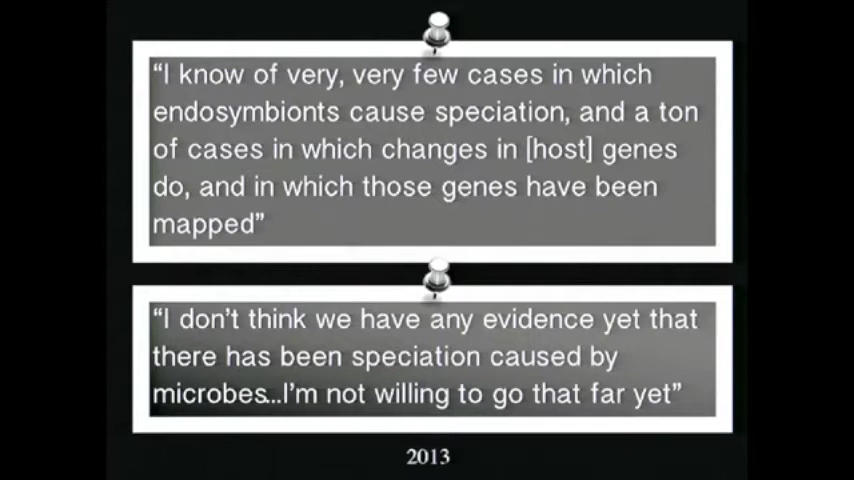 “I know of very, very few cases in which
endosymbionts cause speciation, and a ton
of cases in which changes in [host] genes
do, and in which those genes have been
mapped”
“I don’t think we have any evidence yet that
there has been speciation caused by
microbes...I’m not willing to go that far yet”
2013